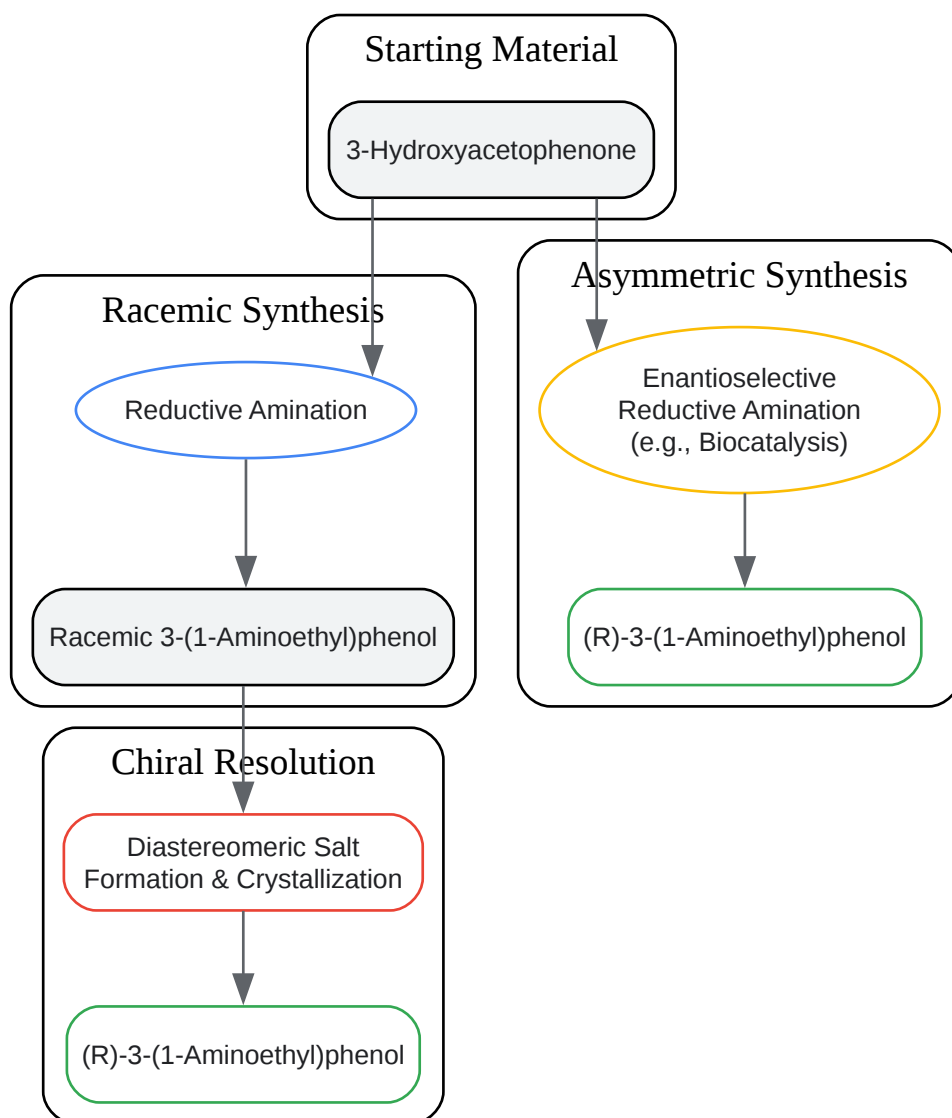 Starting Material
3-Hydroxyacetophenone
Racemic Synthesis
Reductive Amination
Racemic 3-(1-Aminoethyl)phenol
Asymmetric Synthesis
Enantioselective
Reductive Amination
(e.g., Biocatalysis)
(R)-3-(1-Aminoethyl)phenol
Chiral Resolution
Diastereomeric Salt
Formation & Crystallization
(R)-3-(1-Aminoethyl)phenol